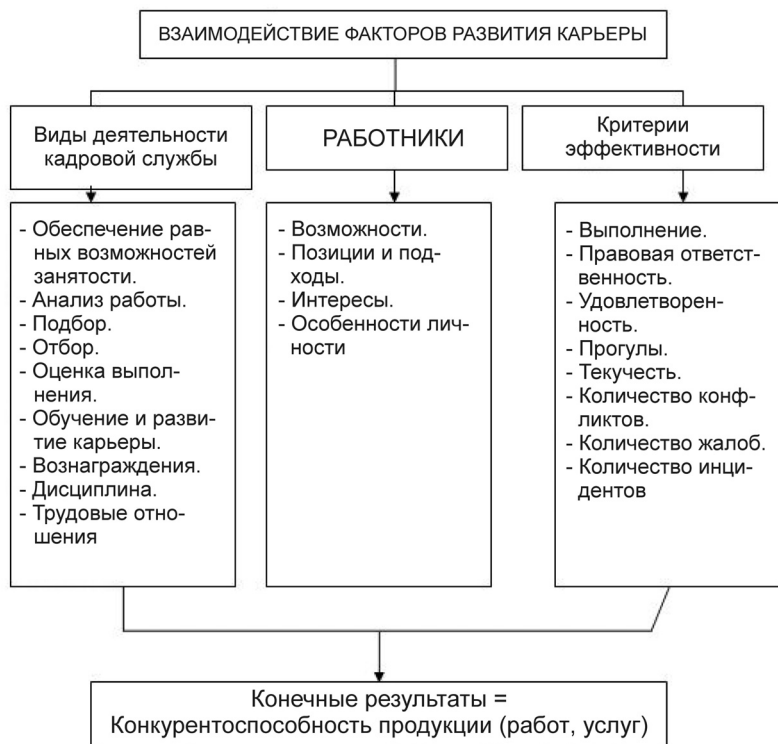 ВЗАИМОДЕЙСТВИЕ ФАКТОРОВ РАЗВИТИЯ КАРЬЕРЫ
Виды деятельности
кадровой службы
РАБОТНИКИ
Критерии
эффективности
- Обеспечение рав-
ных возможностей
занятости.
- Анализ работы.
- Подбор.
- Отбор.
- Оценка выпол-
нения.
- Обучение и разви-
тие карьеры.
- Вознаграждения.
- Дисциплина.
- Трудовые отно-
шения
- Возможности.
- Позиции и под-
ходы.
- Интересы.
- Особенности лич-
ности
- Выполнение.
- Правовая ответст-
венность.
- Удовлетворен-
ность.
- Прогулы.
- Текучесть.
- Количество конф-
ликтов.
- Количество жалоб.
- Количество инци-
дентов
Конечные результаты =
Конкурентоспособность продукции (работ, услуг)